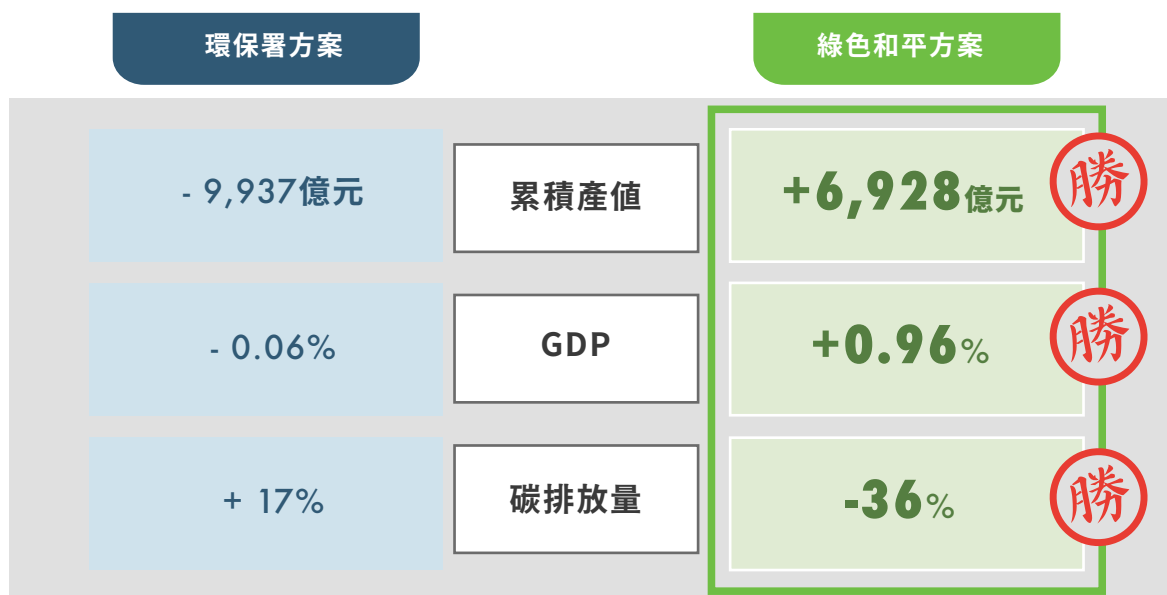 環保署方案
綠色和平方案
- 9,937億元
累積產值
+6,928億元
勝
- 0.06%
GDP
+0.96%
勝
+ 17%
碳排放量
-36%
勝